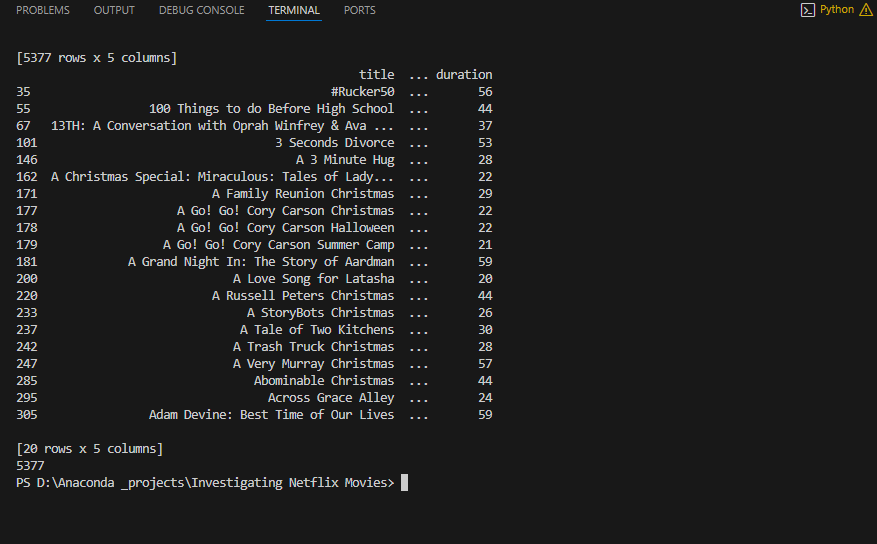 PROBLEMS OUTPUT DEBUG CONSOLE TERMINAL PORTS Python
[5377 rows x 5 columns]
title ... duration
35 #Rucker50 ... 56
55 100 Things to do Before High School ... 44
67 13TH: A Conversation with Oprah Winfrey & Ava ... ... 37
101 3 Seconds Divorce ... 53
146 A 3 Minute Hug ... 28
162 A Christmas Special: Miraculous: Tales of Lady... ... 22
171 A Family Reunion Christmas ... 29
177 A Go! Go! Cory Carson Christmas ... 22
178 A Go! Go! Cory Carson Halloween ... 22
179 A Go! Go! Cory Carson Summer Camp ... 21
181 A Grand Night In: The Story of Aardman ... 59
200 A Love Song for Latasha ... 20
220 A Russell Peters Christmas ... 44
233 A StoryBots Christmas ... 26
237 A Tale of Two Kitchens ... 30
242 A Trash Truck Christmas ... 28
247 A Very Murray Christmas ... 57
285 Abominable Christmas ... 44
295 Across Grace Alley ... 24
305 Adam Devine: Best Time of Our Lives ... 59
[20 rows x 5 columns]
5377
PS D:\Anaconda _projects\Investigating Netflix Movies>